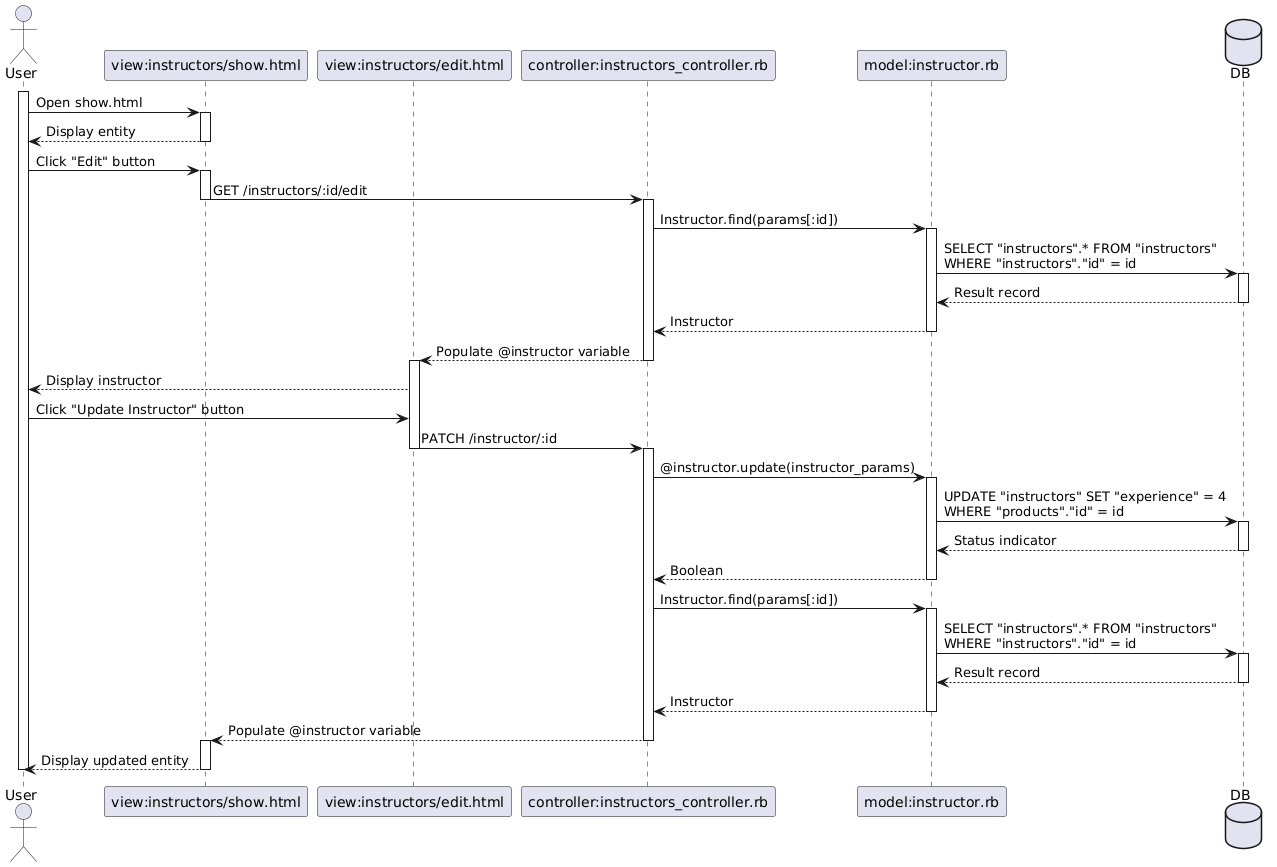 User
view:instructors/show.html
view:instructors/edit.html
controller:instructors_controller.rb
model:instructor.rb
DB
Open show.html
Display entity
Click "Edit" button
GET /instructors/:id/edit
Instructor.find(params[:id])
SELECT "instructors".* FROM "instructors"
WHERE "instructors"."id" = id
Result record
Instructor
Populate @instructor variable
Display instructor
Click "Update Instructor" button
PATCH /instructor/:id
@instructor.update(instructor_params)
UPDATE "instructors" SET "experience" = 4
WHERE "products"."id" = id
Status indicator
Boolean
Instructor.find(params[:id])
SELECT "instructors".* FROM "instructors"
WHERE "instructors"."id" = id
Result record
Instructor
Populate @instructor variable
Display updated entity
User
view:instructors/show.html
view:instructors/edit.html
controller:instructors_controller.rb
model:instructor.rb
DB